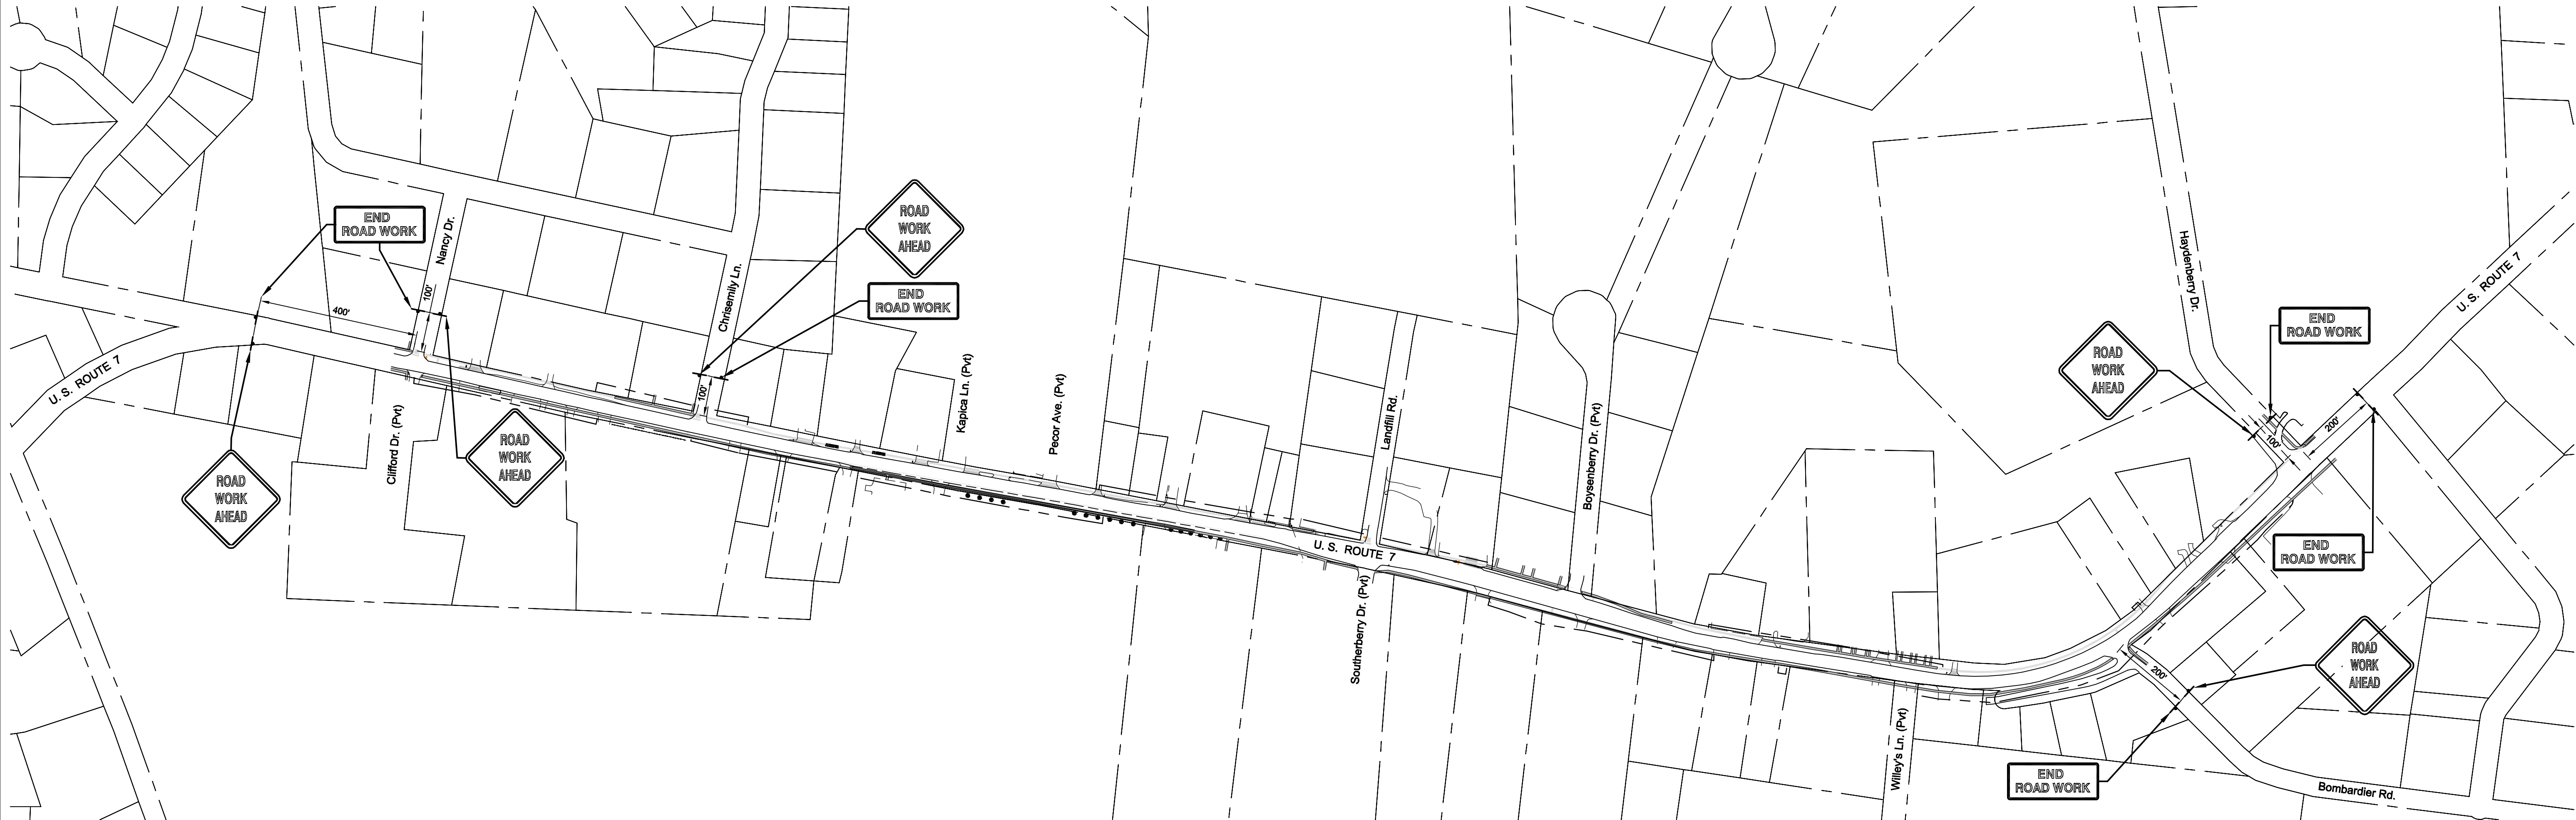 END
ROAD WORK
Nancy Dr.
100'
400'
U. S. ROUTE 7
ROAD
WORK
AHEAD
Clifford Dr. (Pvt)
ROAD
WORK
AHEAD
Chrisemily Ln.
100'
ROAD
WORK
AHEAD
END
ROAD WORK
Kapica Ln. (Pvt)
Pecor Ave. (Pvt)
Landfill Rd.
U. S. ROUTE 7
Southerberry Dr. (Pvt)
Boysenberry Dr. (Pvt)
Willey's Ln. (Pvt)
Haydenberry Dr.
U. S. ROUTE 7
END
ROAD WORK
ROAD
WORK
AHEAD
100'
200'
END
ROAD WORK
200'
ROAD
WORK
AHEAD
END
ROAD WORK
Bombardier Rd.